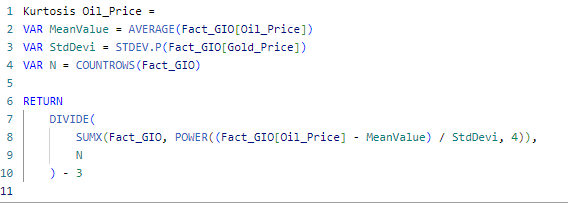 1 Kurtosis Oil_Price =
2 VAR MeanValue = AVERAGE(Fact_GIO[Oil_Price])
3 VAR StdDevi = STDEV.P(Fact_GIO[Gold_Price])
4 VAR N = COUNTROWS(Fact_GIO)
5
6 RETURN
7 DIVIDE(
8 SUMX(Fact_GIO, POWER((Fact_GIO[Oil_Price] - MeanValue) / StdDevi, 4)),
9 N
10 ) - 3
11